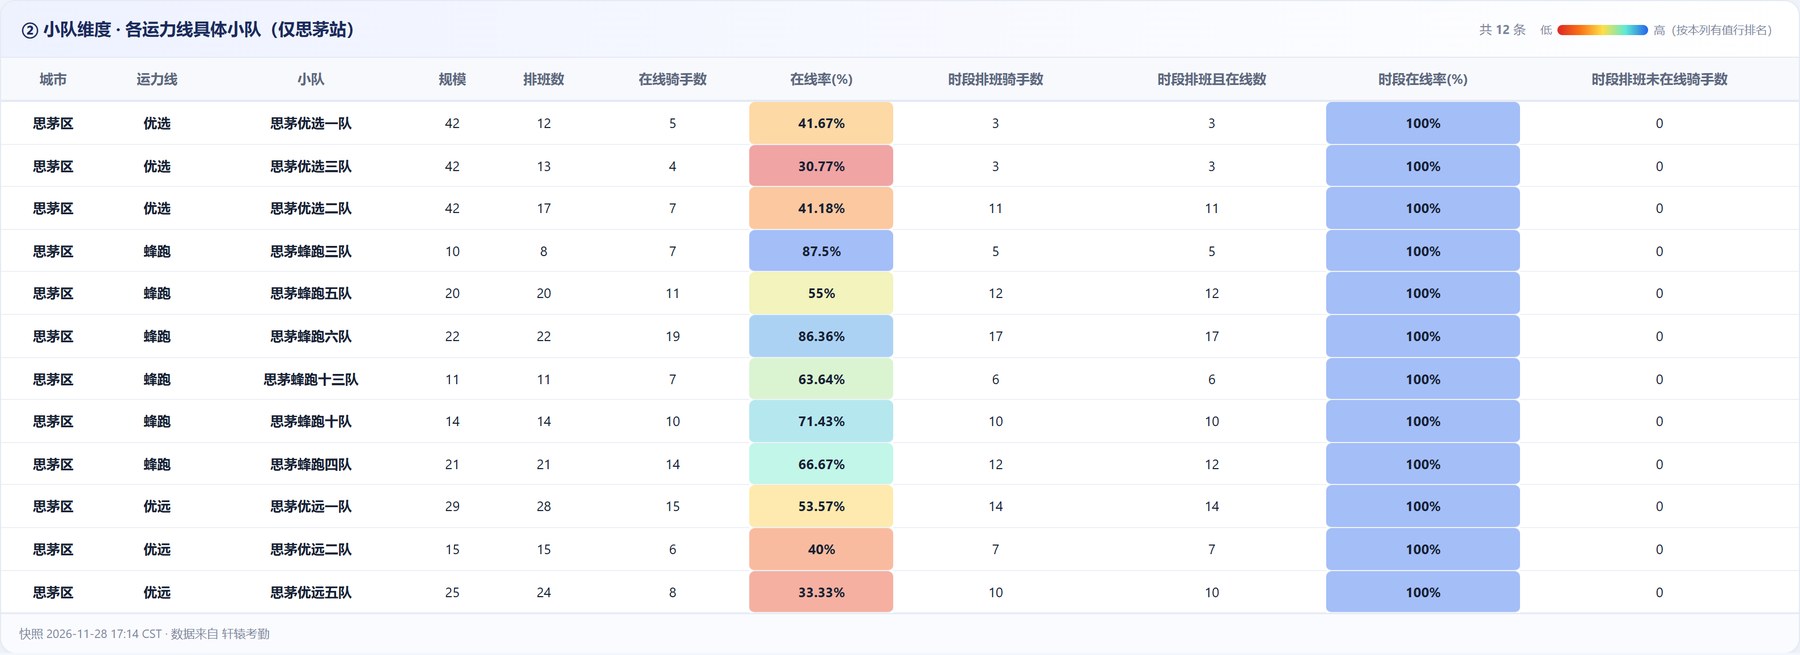 ② 小队维度 · 各运力线具体小队（仅思茅站）
共 12 条 低 高 (按本列有值行排名)
城市 运力线 小队 规模 排班数 在线骑手数 在线率(%) 时段排班骑手数 时段排班且在线数 时段在线率(%) 时段排班未在线骑手数
思茅区 优选 思茅优选一队 42 12 5 41.67% 3 3 100% 0
思茅区 优选 思茅优选三队 42 13 4 30.77% 3 3 100% 0
思茅区 优选 思茅优选二队 42 17 7 41.18% 11 11 100% 0
思茅区 蜂跑 思茅蜂跑三队 10 8 7 87.5% 5 5 100% 0
思茅区 蜂跑 思茅蜂跑五队 20 20 11 55% 12 12 100% 0
思茅区 蜂跑 思茅蜂跑六队 22 22 19 86.36% 17 17 100% 0
思茅区 蜂跑 思茅蜂跑十三队 11 11 7 63.64% 6 6 100% 0
思茅区 蜂跑 思茅蜂跑十队 14 14 10 71.43% 10 10 100% 0
思茅区 蜂跑 思茅蜂跑四队 21 21 14 66.67% 12 12 100% 0
思茅区 优远 思茅优远一队 29 28 15 53.57% 14 14 100% 0
思茅区 优远 思茅优远二队 15 15 6 40% 7 7 100% 0
思茅区 优远 思茅优远五队 25 24 8 33.33% 10 10 100% 0
快照 2026-11-28 17:14 CST · 数据来自 轩辕考勤